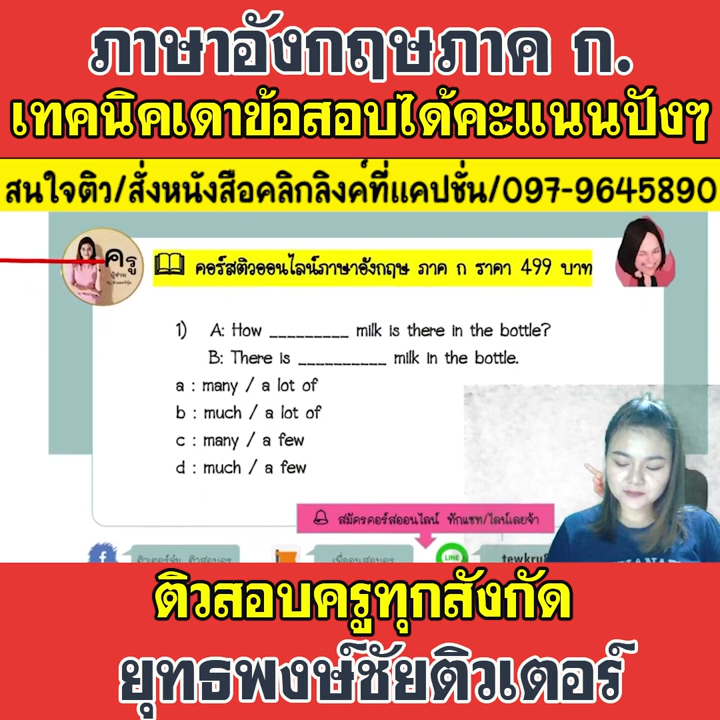 ภาษาอังกฤษภาค ก.
เทคนิคเดาข้อสอบได้คะแนนปังๆ
สนใจติว/สั่งหนังสือคลิกลิงค์ที่แคปชั่น/097-9645890
ครู
ผู้ช่วย
คอร์สติวออนไลน์ภาษาอังกฤษ ภาค ก ราคา 499 บาท
1) A: How _________ milk is there in the bottle?
B: There is __________ milk in the bottle.
a : many / a lot of
b : much / a lot of
c : many / a few
d : much / a few
สมัครคอร์สออนไลน์ ทักแชท/ไลน์เลยจ้า
LINE
ติวสอบครูทุกสังกัด
ยุทธพงษ์ชัยติวเตอร์